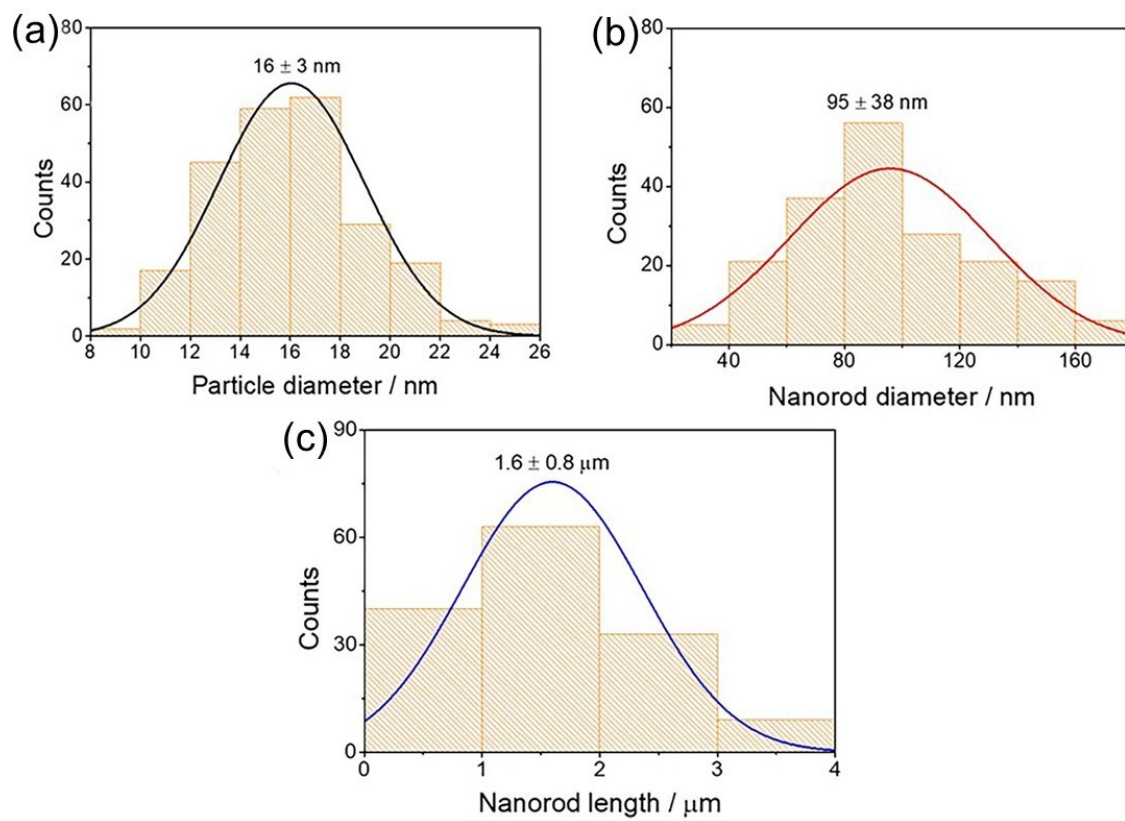 (a)
80
60
40
20
0
16 ± 3 nm
Counts
8 10 12 14 16 18 20 22 24 26
Particle diameter / nm
(b)
80
60
40
20
0
95 ± 38 nm
Counts
40 80 120 160
Nanorod diameter / nm
(c)
90
60
30
0
1.6 ± 0.8 μm
Counts
0 1 2 3 4
Nanorod length / μm